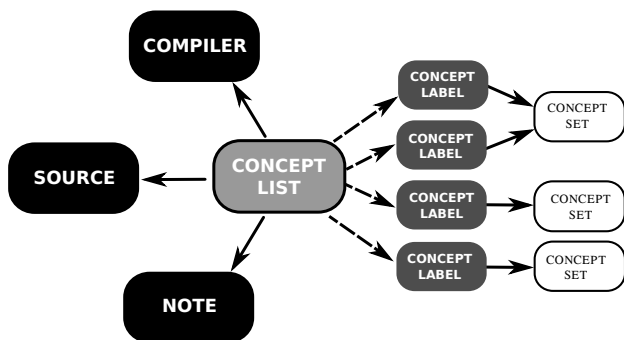 COMPILER
SOURCE
NOTE
CONCEPT
LIST
CONCEPT
LABEL
CONCEPT
LABEL
CONCEPT
LABEL
CONCEPT
LABEL
CONCEPT
SET
CONCEPT
SET
CONCEPT
SET